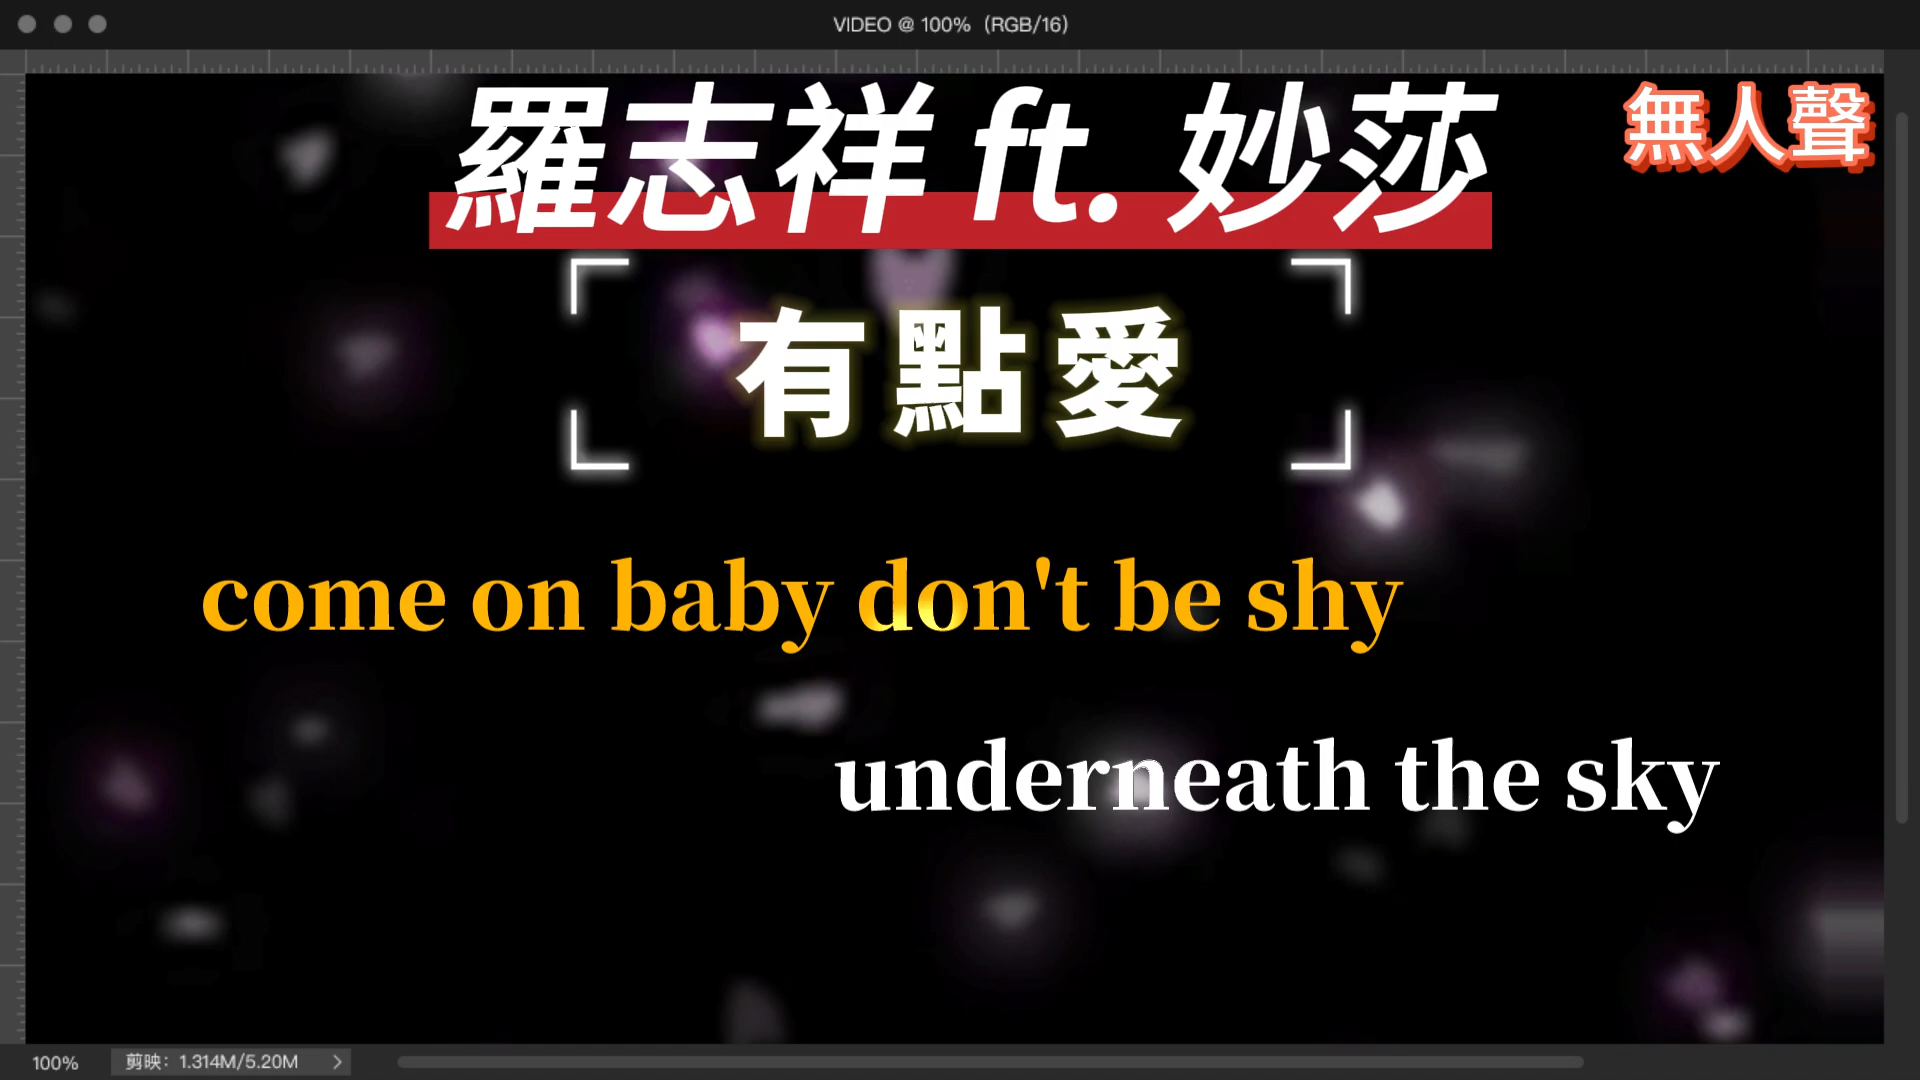 VIDEO @ 100%（RGB/16）
羅志祥 ft. 妙莎
無人聲
有點愛
come on baby don't be shy
underneath the sky
100%
剪映：1.314M/5.20M